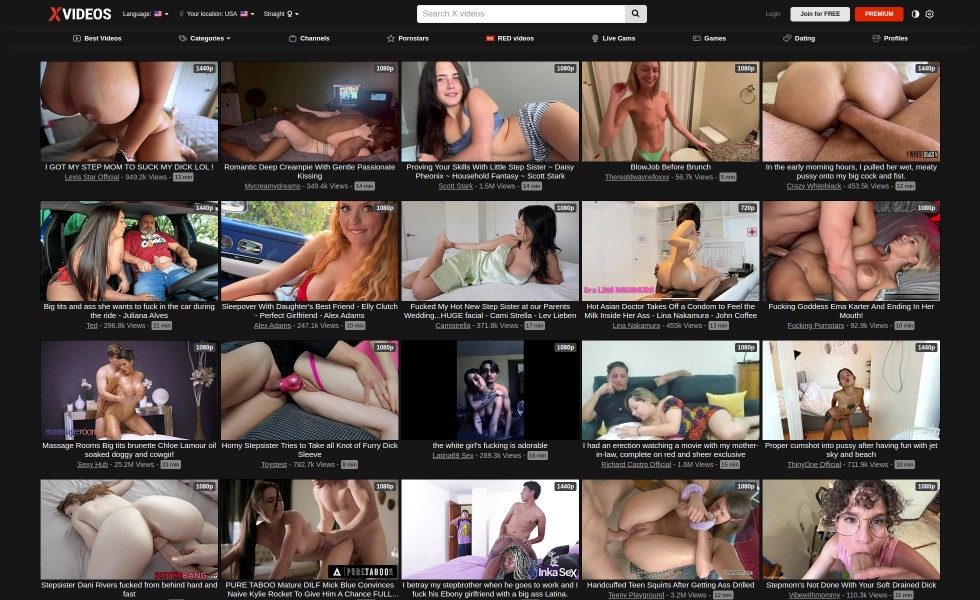 XVIDEOS Language: Your location: USA Straight Search X videos Login Join for FREE PREMIUM
Best Videos Categories Channels Pornstars RED videos Live Cams Games Dating Profiles
1440p 1080p 1080p 1080p 1440p
I GOT MY STEP MOM TO SUCK MY DICK LOL ! Romantic Deep Creampie With Gentle Passionate Proving Your Skills With Little Step Sister ~ Daisy BlowJob Before Brunch In the early morning hours, I pulled her wet, meaty
Lexis Star Official - 949.2k Views - 13 min Kissing Pheonix ~ Household Fantasy ~ Scott Stark Therealdwaynefoxxx - 56.7k Views - 5 min pussy onto my big cock and fist.
Mycreamydreams - 349.4k Views - 14 min Scott Stark - 1.5M Views - 14 min Crazy Whiteblack - 453.5k Views - 12 min
1440p 1080p 1080p 720p 1080p
Dra LINA NAKAMURA
Big tits and ass she wants to fuck in the car during Sleepover With Daughter's Best Friend - Elly Clutch Fucked My Hot New Step Sister at our Parents Hot Asian Doctor Takes Off a Condom to Feel the Fucking Goddess Ema Karter And Ending In Her
the ride - Juliana Alves - Perfect Girlfriend - Alex Adams Wedding...HUGE facial - Cami Strella - Lev Lieben Milk Inside Her Ass - Lina Nakamura - John Coffee Mouth!
Ted - 296.8k Views - 21 min Alex Adams - 247.1k Views - 10 min Camistrella - 371.8k Views - 17 min Lina Nakamura - 455k Views - 13 min Fucking Pornstars - 92.9k Views - 10 min
1080p 1080p 1080p 1080p 1440p
Massage Rooms Big tits brunette Chloe Lamour oil Horny Stepsister Tries to Take all Knot of Furry Dick the white girl's fucking is adorable I had an erection watching a movie with my mother- Proper cumshot into pussy after having fun with jet
soaked doggy and cowgirl Sleeve Latina69 Sex - 289.3k Views - 16 min in-law, complete on red and sheer exclusive sky and beach
Sexy Hub - 25.2M Views - 23 min Toystest - 782.7k Views - 8 min Richard Castro Official - 1.6M Views - 15 min ThinyOne Official - 711.9k Views - 10 min
1080p 1080p 1440p 1080p 1080p
PURETABOO InkaSex
Stepsister Dani Rivers fucked from behind hard and PURE TABOO Mature DILF Mick Blue Convinces I betray my stepbrother when he goes to work and I Handcuffed Teen Squirts After Getting Ass Drilled Stepmom's Not Done With Your Soft Drained Dick
fast Naive Kylie Rocket To Give Him A Chance FULL... fuck his Ebony girlfriend with a big ass Latina. Teeny Playground - 3.2M Views - 12 min Vibewithmommy - 110.3k Views - 11 min